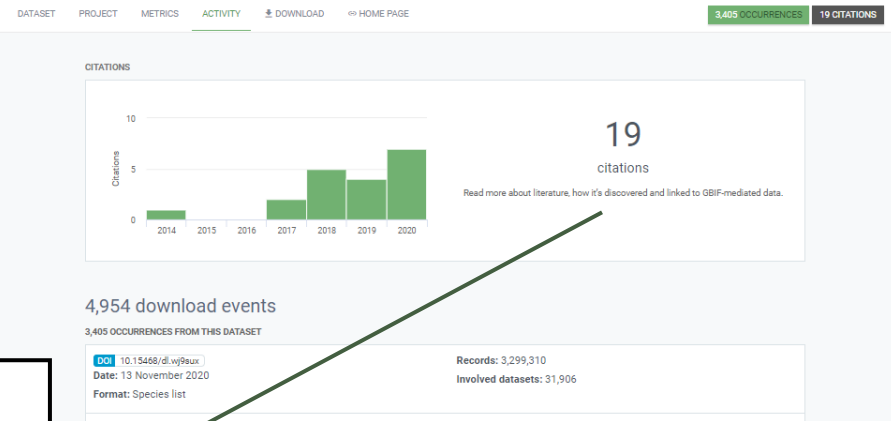 DATASET PROJECT METRICS ACTIVITY DOWNLOAD HOME PAGE 3,405 OCCURRENCES 19 CITATIONS
CITATIONS
10
5
0
Citations
2014 2015 2016 2017 2018 2019 2020
19
citations
Read more about literature, how it's discovered and linked to GBIF-mediated data.
4,954 download events
3,405 OCCURRENCES FROM THIS DATASET
DOI 10.15468/dl.wj9sux
Date: 13 November 2020
Format: Species list
Records: 3,299,310
Involved datasets: 31,906